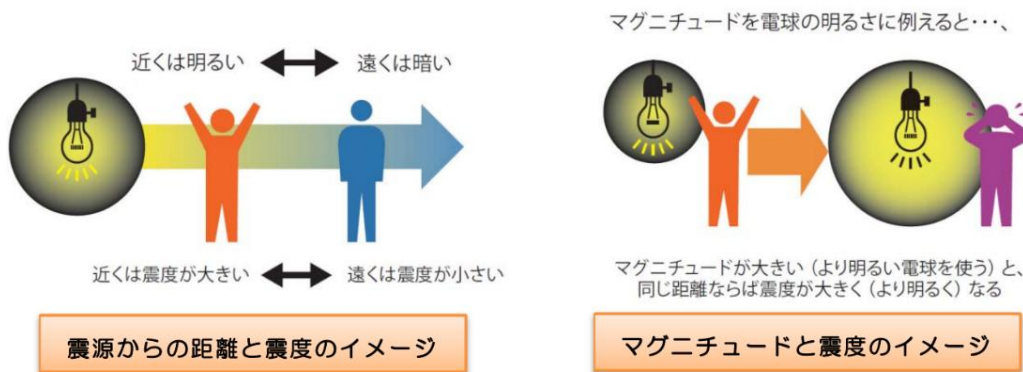 近くは明るい
遠くは暗い
近くは震度が大きい
遠くは震度が小さい
震源からの距離と震度のイメージ
マグニチュードを電球の明るさに例えると･･･、
マグニチュードが大きい（より明るい電球を使う）と、
同じ距離ならば震度が大きく（より明るく）なる
マグニチュードと震度のイメージ